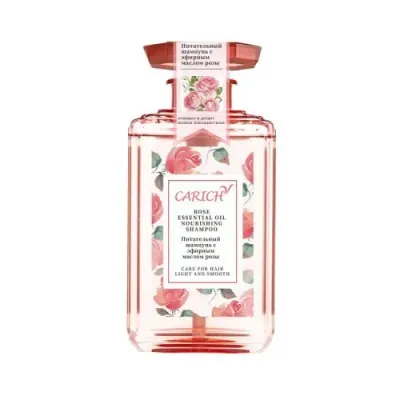 Питательный
шампунь с
эфирным
маслом розы
CARICH
ROSE
ESSENTIAL OIL
NOURISHING
SHAMPOO
Питательный
шампунь с
эфирным
маслом розы
CARE FOR HAIR
LIGHT AND SMOOTH